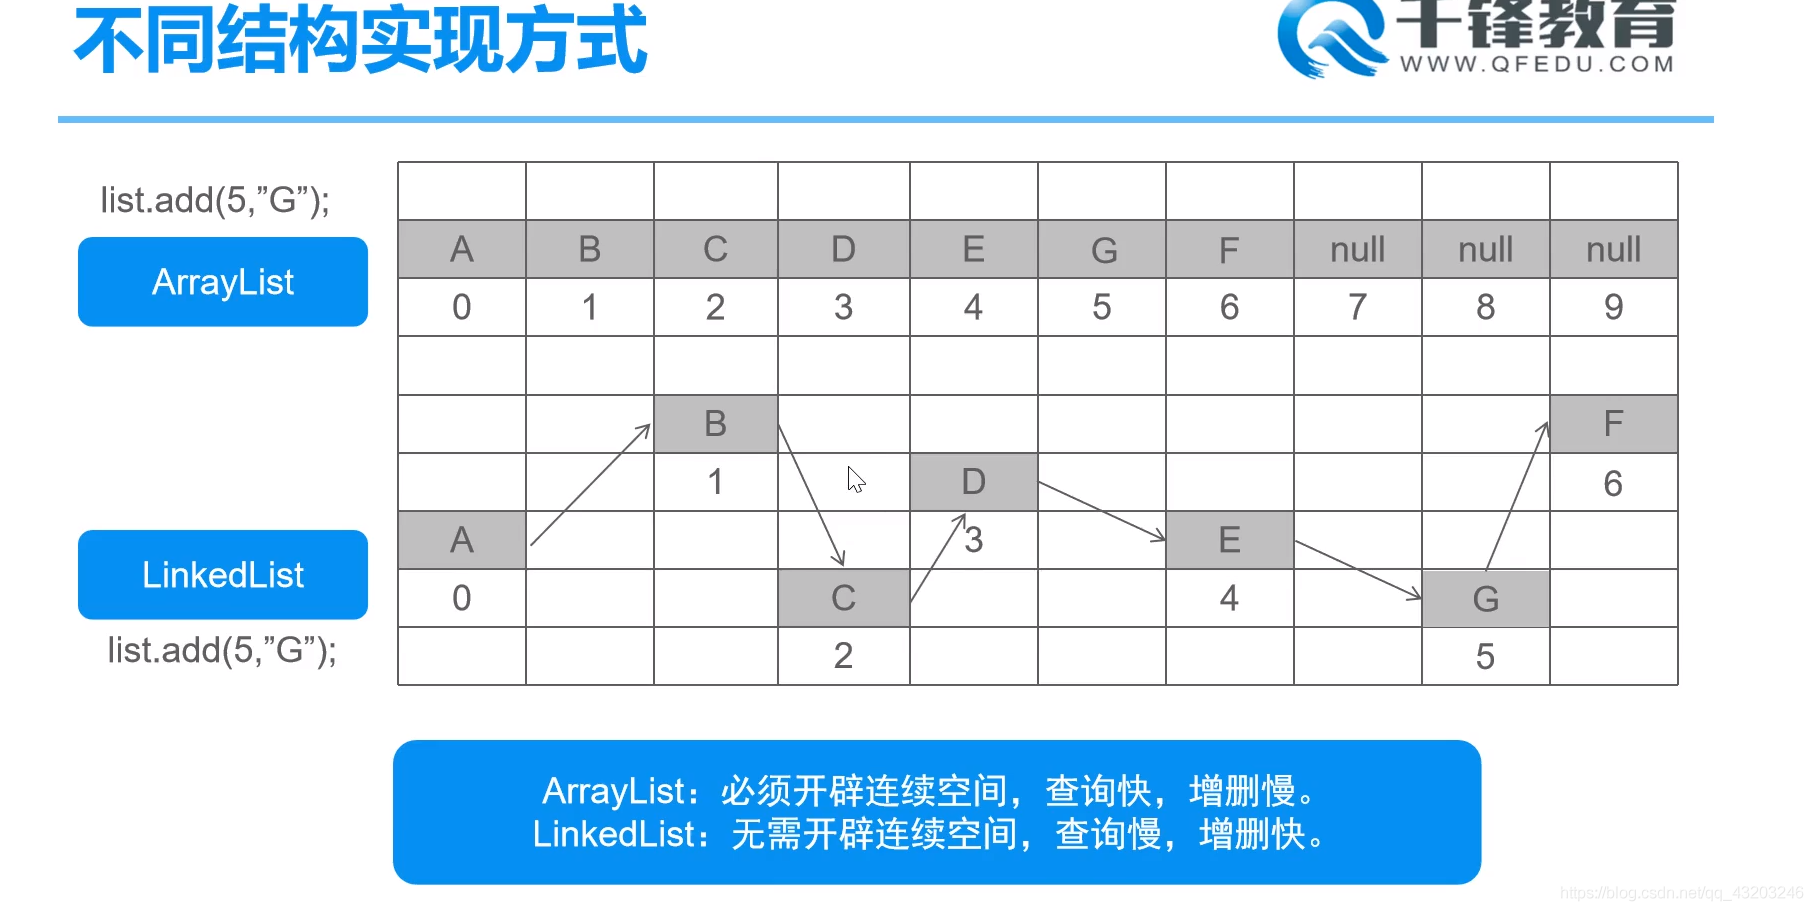 不同结构实现方式
千锋教育
WWW.QFEDU.COM
list.add(5,”G”);
ArrayList
A B C D E G F null null null
0 1 2 3 4 5 6 7 8 9
B F
1 D 6
A 3 E
LinkedList
0 C 4 G
list.add(5,”G”);
2 5
ArrayList：必须开辟连续空间，查询快，增删慢。
LinkedList：无需开辟连续空间，查询慢，增删快。
https://blog.csdn.net/qq_43203246